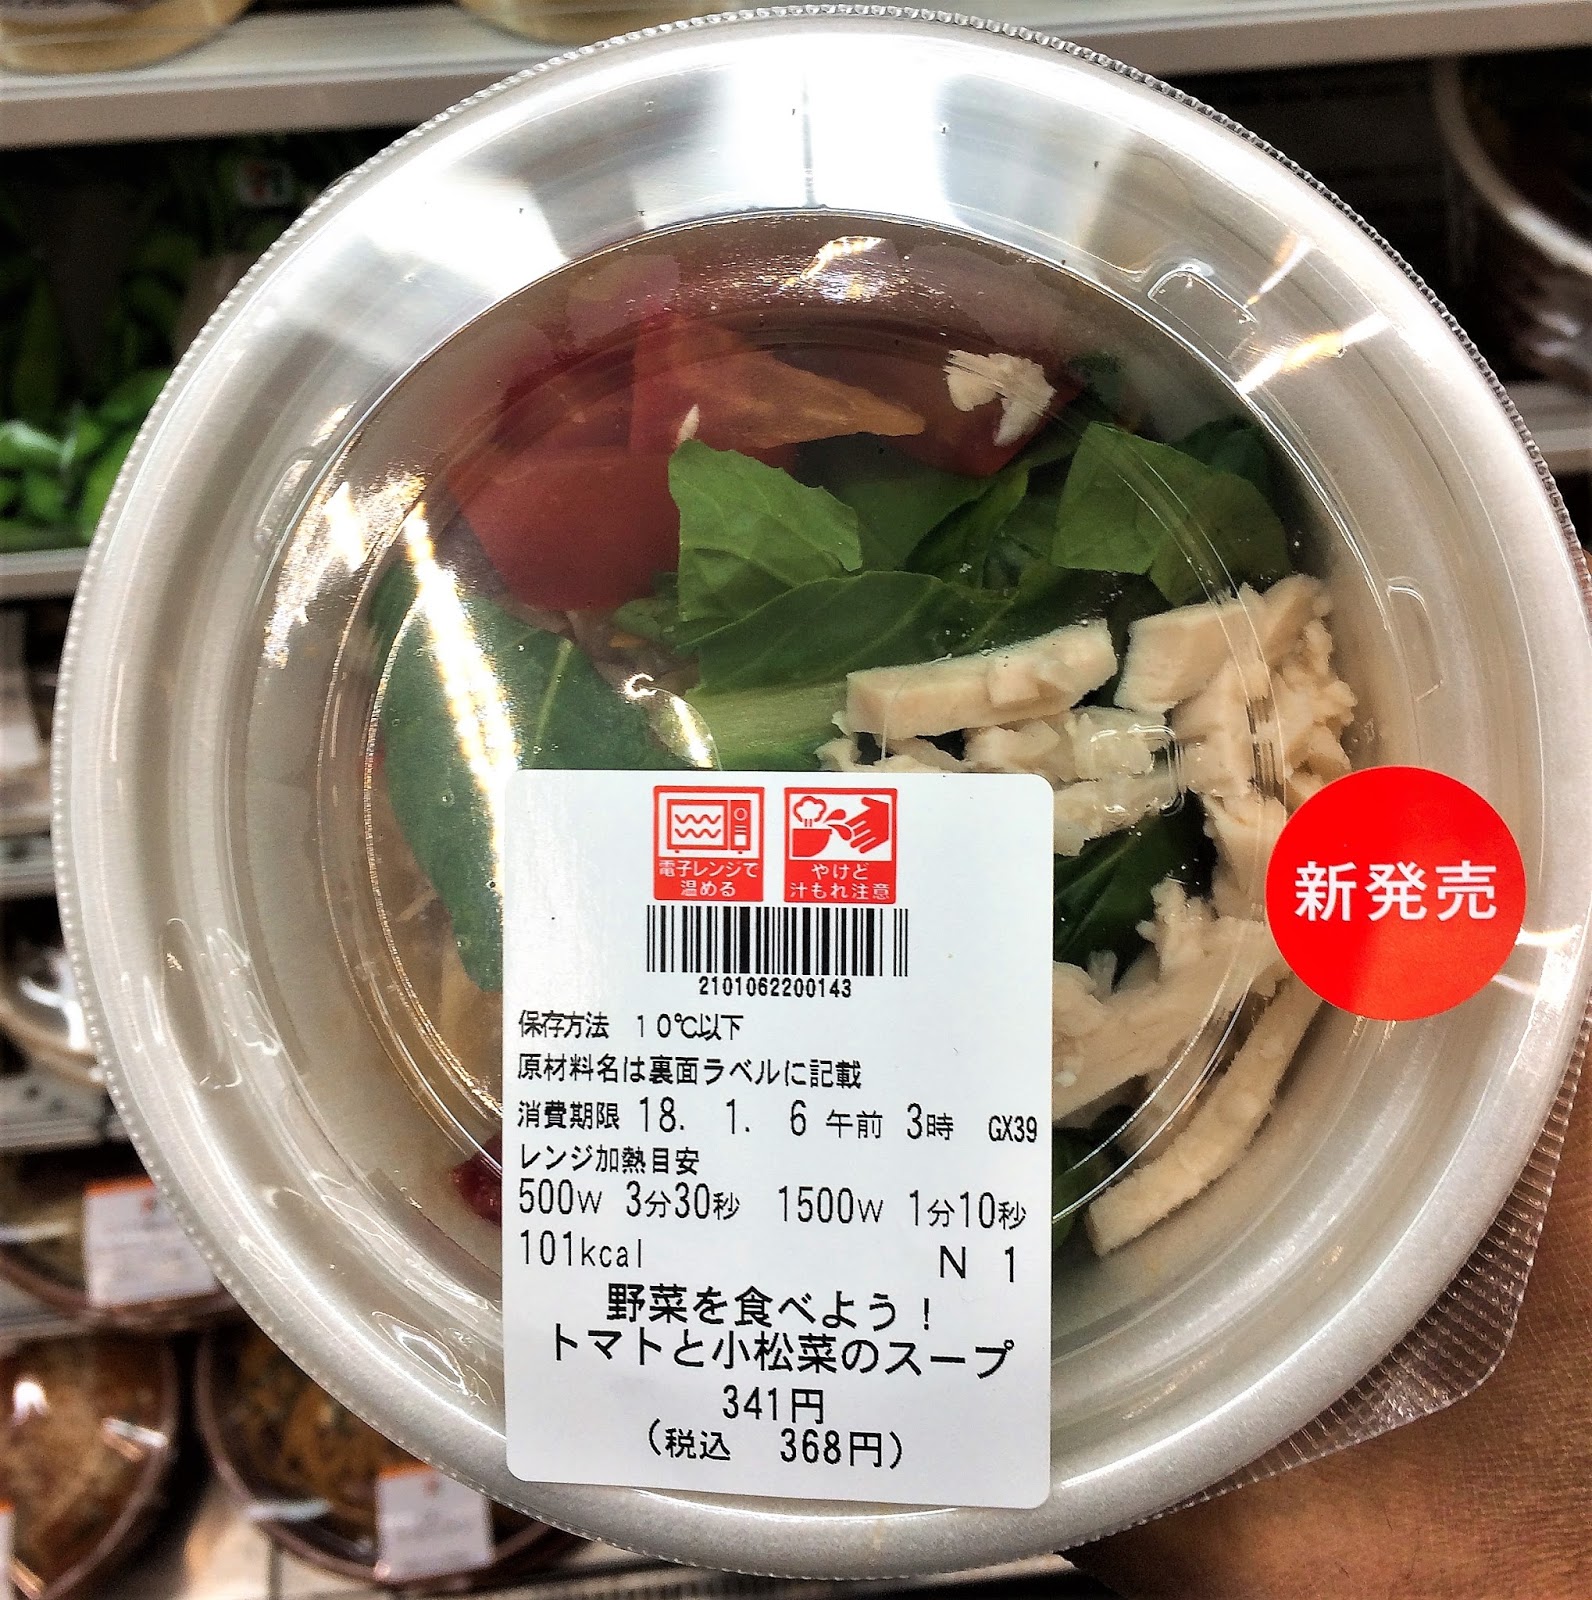 電子レンジで
温める
やけど
汁もれ注意
2101062200143
保存方法 10℃以下
原材料名は裏面ラベルに記載
消費期限 18. 1. 6 午前 3時 GX39
レンジ加熱目安
500W 3分30秒 1500W 1分10秒
101kcal N 1
野菜を食べよう!
トマトと小松菜のスープ
341円
(税込 368円)
新発売